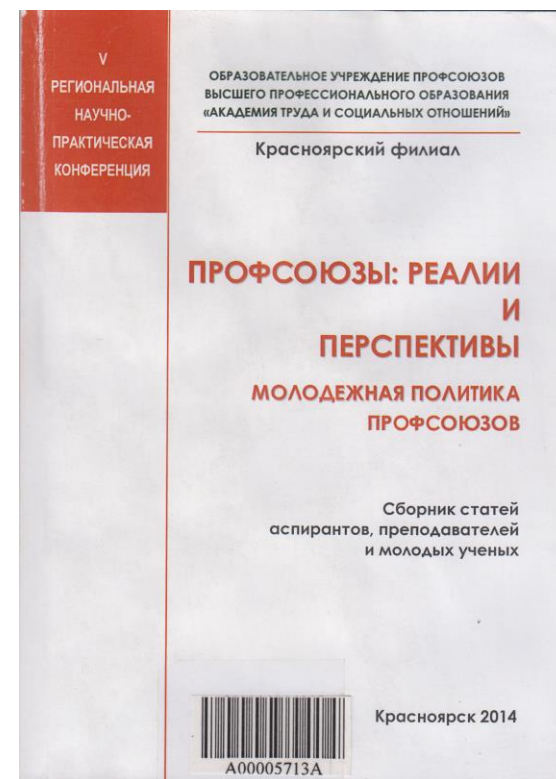 V
РЕГИОНАЛЬНАЯ
НАУЧНО-
ПРАКТИЧЕСКАЯ
КОНФЕРЕНЦИЯ
ОБРАЗОВАТЕЛЬНОЕ УЧРЕЖДЕНИЕ ПРОФСОЮЗОВ
ВЫСШЕГО ПРОФЕССИОНАЛЬНОГО ОБРАЗОВАНИЯ
«АКАДЕМИЯ ТРУДА И СОЦИАЛЬНЫХ ОТНОШЕНИЙ»
Красноярский филиал
ПРОФСОЮЗЫ: РЕАЛИИ
И
ПЕРСПЕКТИВЫ
МОЛОДЕЖНАЯ ПОЛИТИКА
ПРОФСОЮЗОВ
Сборник статей
аспирантов, преподавателей
и молодых ученых
Красноярск 2014
A00005713A